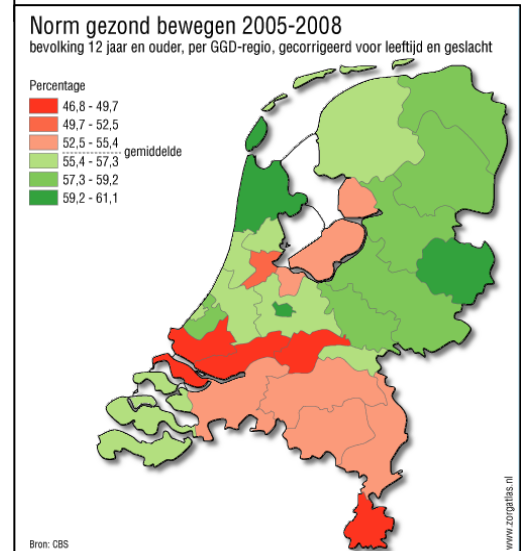 Norm gezond bewegen 2005-2008
bevolking 12 jaar en ouder, per GGD-regio, gecorrigeerd voor leeftijd en geslacht
Percentage
46,8 - 49,7
49,7 - 52,5
52,5 - 55,4
gemiddelde
55,4 - 57,3
57,3 - 59,2
59,2 - 61,1
Bron: CBS
www.zorgatlas.nl